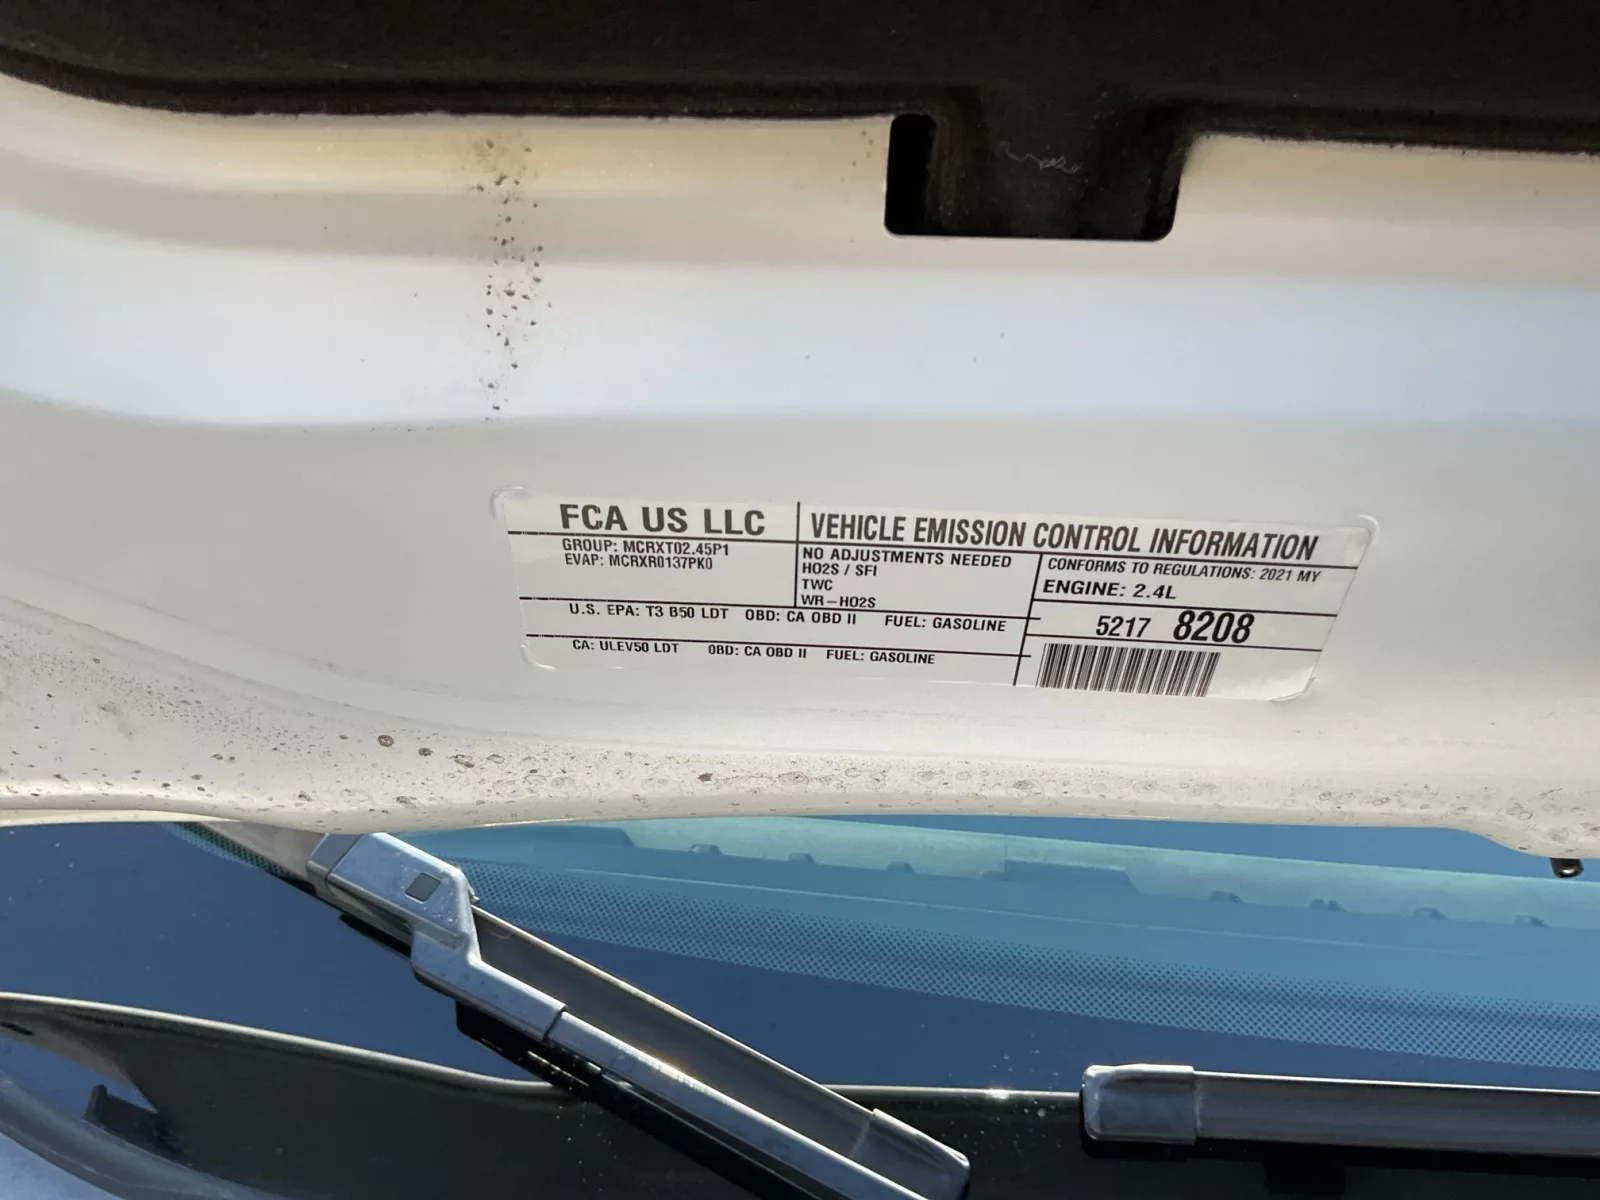 FCA US LLC
VEHICLE EMISSION CONTROL INFORMATION
GROUP: MCRXT02.45P1
EVAP: MCRXR0137PK0
NO ADJUSTMENTS NEEDED
HO2S / SFI
TWC
WR-HO2S
CONFORMS TO REGULATIONS: 2021 MY
ENGINE: 2.4L
U.S. EPA: T3 B50 LDT OBD: CA OBD II FUEL: GASOLINE
5217 8208
CA: ULEV50 LDT OBD: CA OBD II FUEL: GASOLINE